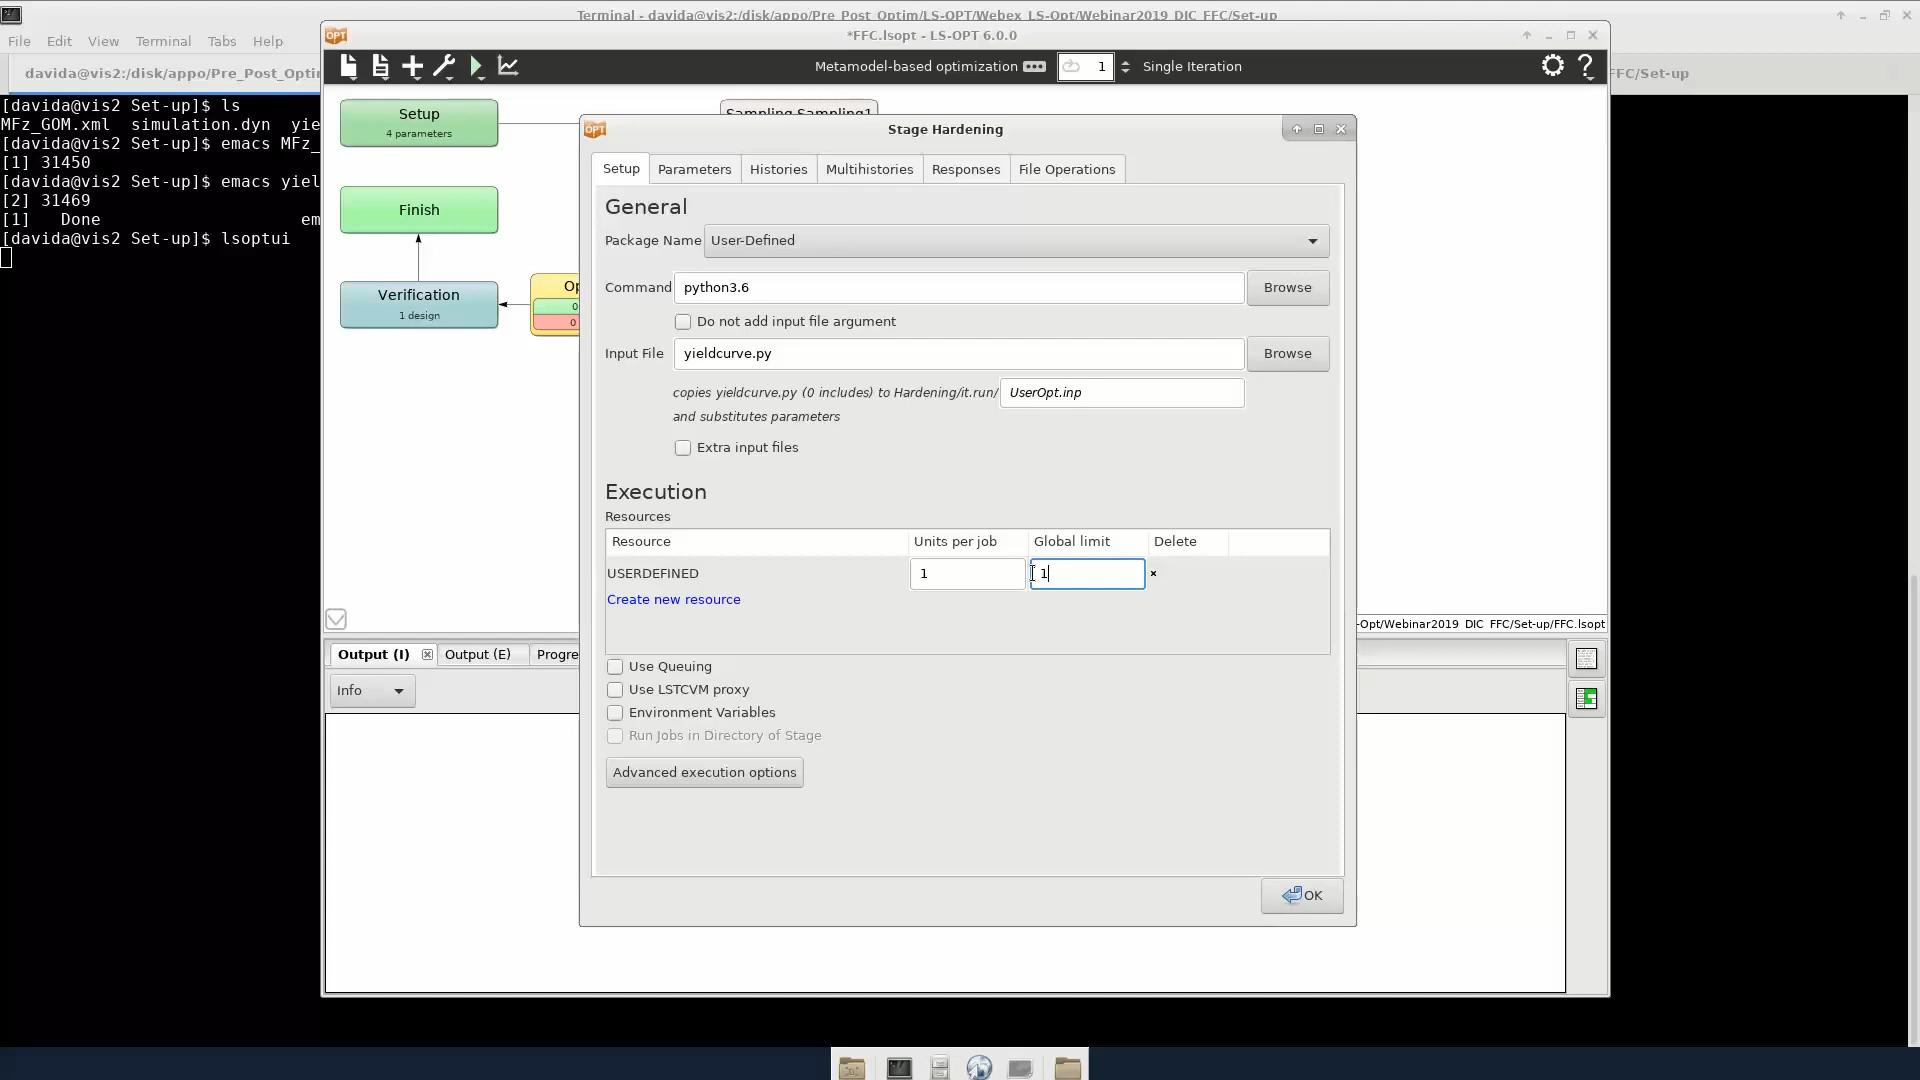 Terminal - davida@vis2:/disk/appo/Pre_Post_Optim/LS-OPT/Webex_LS-Opt/Webinar2019_DIC_FFC/Set-up
File Edit View Terminal Tabs Help
davida@vis2:/disk/appo/Pre_Post_Opti
FFC/Set-up
[davida@vis2 Set-up]$ ls
MFz_GOM.xml simulation.dyn yie
[davida@vis2 Set-up]$ emacs MFz_
[1] 31450
[davida@vis2 Set-up]$ emacs yiel
[2] 31469
[1] Done em
[davida@vis2 Set-up]$ lsoptui
OPT
*FFC.lsopt - LS-OPT 6.0.0
Metamodel-based optimization 1 Single Iteration
Setup
4 parameters
Sampling Sampling1
Finish
Verification
1 design
Op
0
0
-Opt/Webinar2019_DIC_FFC/Set-up/FFC.lsopt
Output (I) Output (E) Progre
Info
OPT
Stage Hardening
Setup Parameters Histories Multihistories Responses File Operations
General
Package Name User-Defined
Command python3.6 Browse
Do not add input file argument
Input File yieldcurve.py Browse
copies yieldcurve.py (0 includes) to Hardening/it.run/ UserOpt.inp
and substitutes parameters
Extra input files
Execution
Resources
Resource Units per job Global limit Delete
USERDEFINED 1 1 ×
Create new resource
Use Queuing
Use LSTCVM proxy
Environment Variables
Run Jobs in Directory of Stage
Advanced execution options
OK